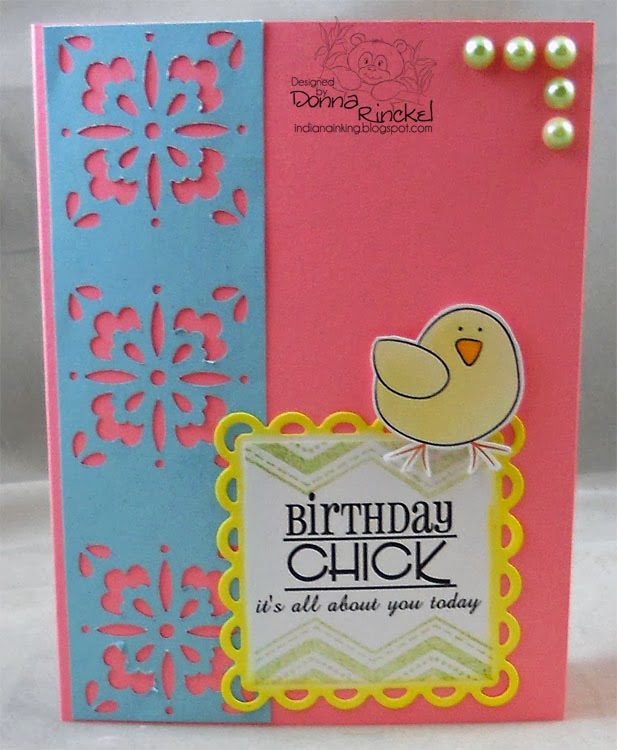 Designed
by
Donna
Rinckel
indianainking.blogspot.com
BirTHDay
CHICK
it's all about you today